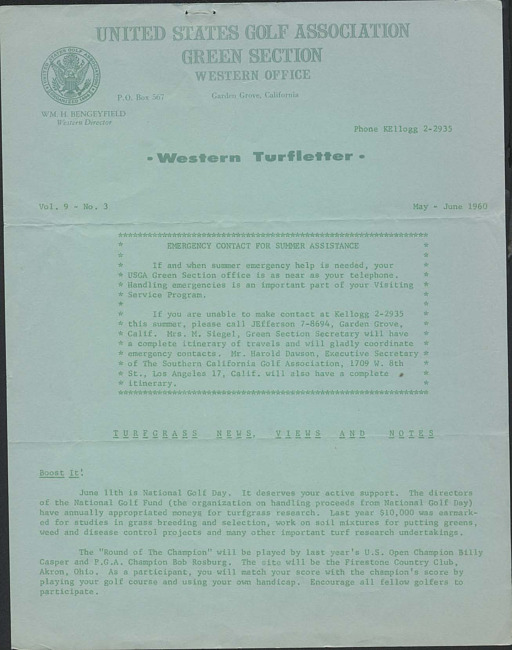 UNITED STATES GOLF ASSOCIATION
GREEN SECTION
WESTERN OFFICE
P.O. Box 567
Garden Grove, California
WM. H. BENGEYFIELD
Western Director
Phone KEllogg 2-2935
- Western Turfletter -
Vol. 9 - No. 3
May - June 1960
EMERGENCY CONTACT FOR SUMMER ASSISTANCE
If and when summer emergency help is needed, your
USGA Green Section office is as near as your telephone.
Handling emergencies is an important part of your Visiting
Service Program.
If you are unable to make contact at Kellogg 2-2935
this summer, please call JEfferson 7-8694, Garden Grove,
Calif. Mrs. M. Siegel, Green Section Secretary will have
a complete itinerary of travels and will gladly coordinate
emergency contacts. Mr. Harold Dawson, Executive Secretary
of The Southern California Golf Association, 1709 W. 8th
St., Los Angeles 17, Calif. will also have a complete
itinerary.
TURFGRASS NEWS, VIEWS AND NOTES
Boost It!
June 11th is National Golf Day. It deserves your active support. The directors
of the National Golf Fund (the organization on handling proceeds from National Golf Day)
have annually appropriated moneys for turfgrass research. Last year $10,000 was earmark-
ed for studies in grass breeding and selection, work on soil mixtures for putting greens,
weed and disease control projects and many other important turf research undertakings.
The "Round of The Champion" will be played by last year's U.S. Open Champion Billy
Casper and P.G.A. Champion Bob Rosburg. The site will be the Firestone Country Club,
Akron, Ohio. As a participant, you will match your score with the champion's score by
playing your golf course and using your own handicap. Encourage all fellow golfers to
participate.